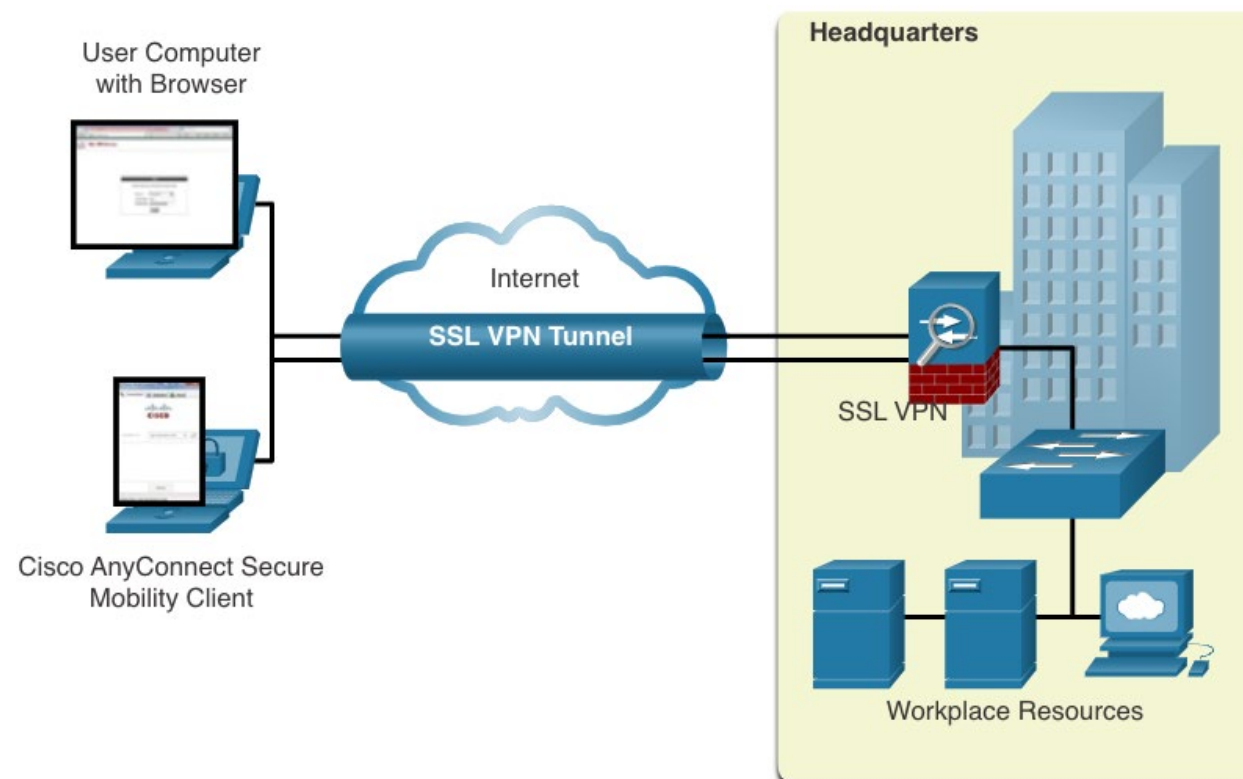 User Computer
with Browser
Headquarters
Internet
SSL VPN Tunnel
SSL VPN
Cisco AnyConnect Secure
Mobility Client
Workplace Resources